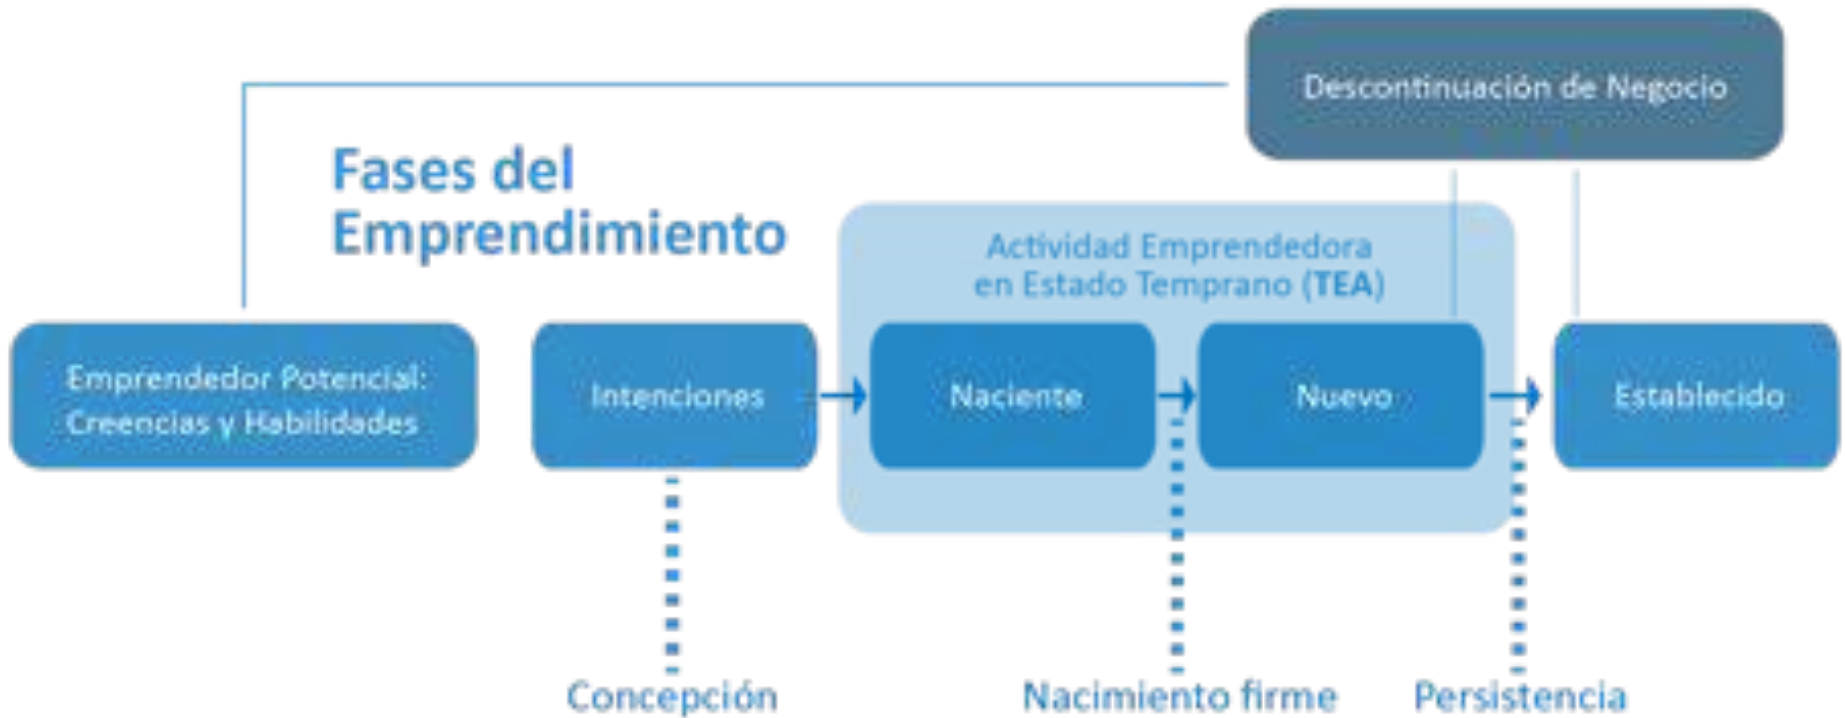 Descontinuación de Negocio
Fases del
Emprendimiento
Actividad Emprendedora
en Estado Temprano (TEA)
Emprendedor Potencial:
Creencias y Habilidades
Intenciones
Naciente
Nuevo
Establecido
Concepción
Nacimiento firme
Persistencia